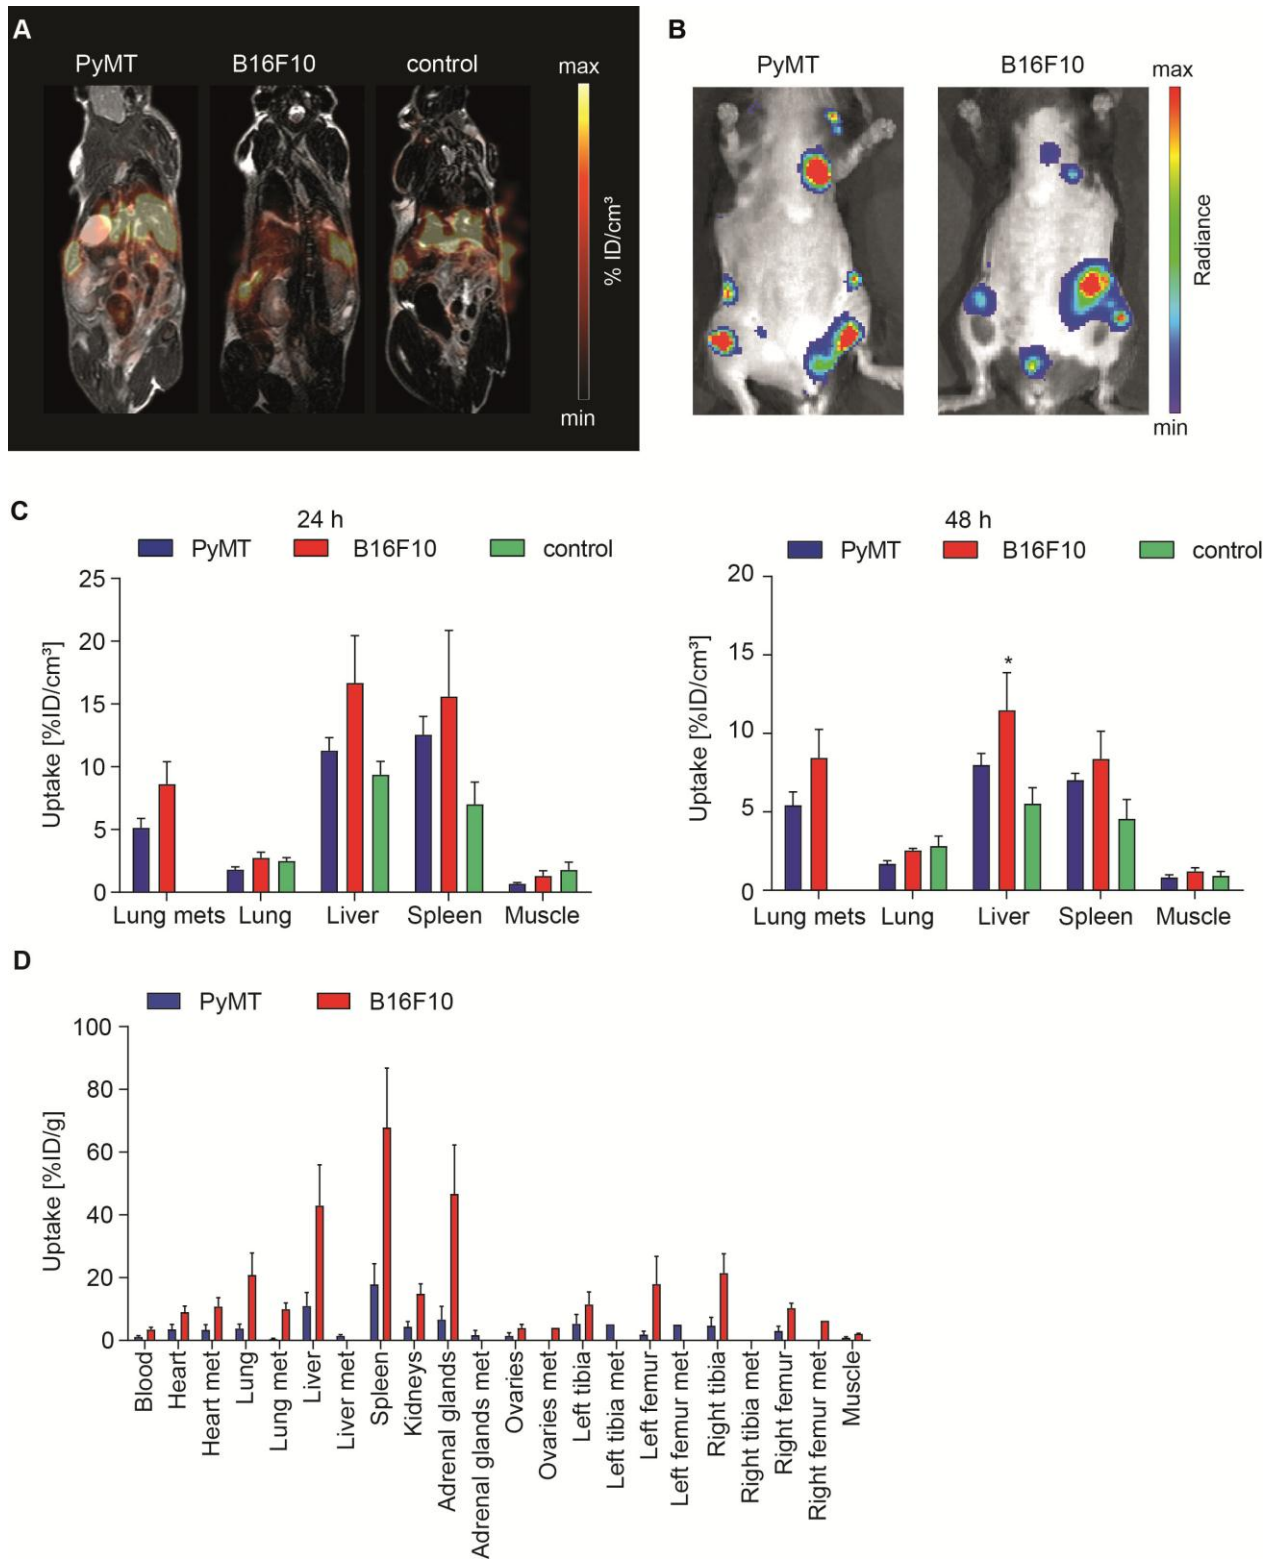 A
PyMT
B16F10
control
max
% ID/cm³
min
B
PyMT
B16F10
max
Radiance
min
C
24 h
PyMT
B16F10
control
25
20
15
10
5
0
Uptake [%ID/cm³]
Lung mets
Lung
Liver
Spleen
Muscle
48 h
PyMT
B16F10
control
20
15
10
5
0
Uptake [%ID/cm³]
*
Lung mets
Lung
Liver
Spleen
Muscle
D
PyMT
B16F10
100
80
60
40
20
0
Uptake [%ID/g]
Blood
Heart
Heart met
Lung
Lung met
Liver
Liver met
Spleen
Kidneys
Adrenal glands
Adrenal glands met
Ovaries
Ovaries met
Left tibia
Left tibia met
Left femur
Left femur met
Right tibia
Right tibia met
Right femur
Right femur met
Muscle